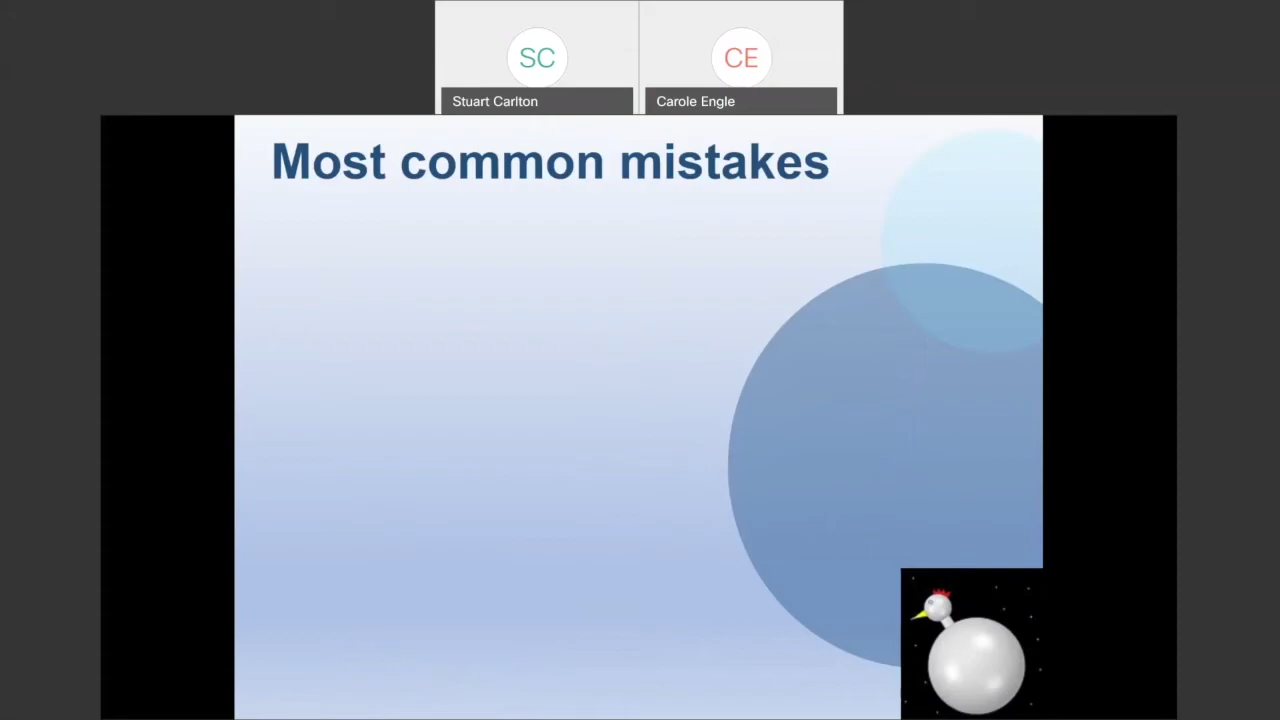 SC
CE
Stuart Carlton
Carole Engle
Most common mistakes